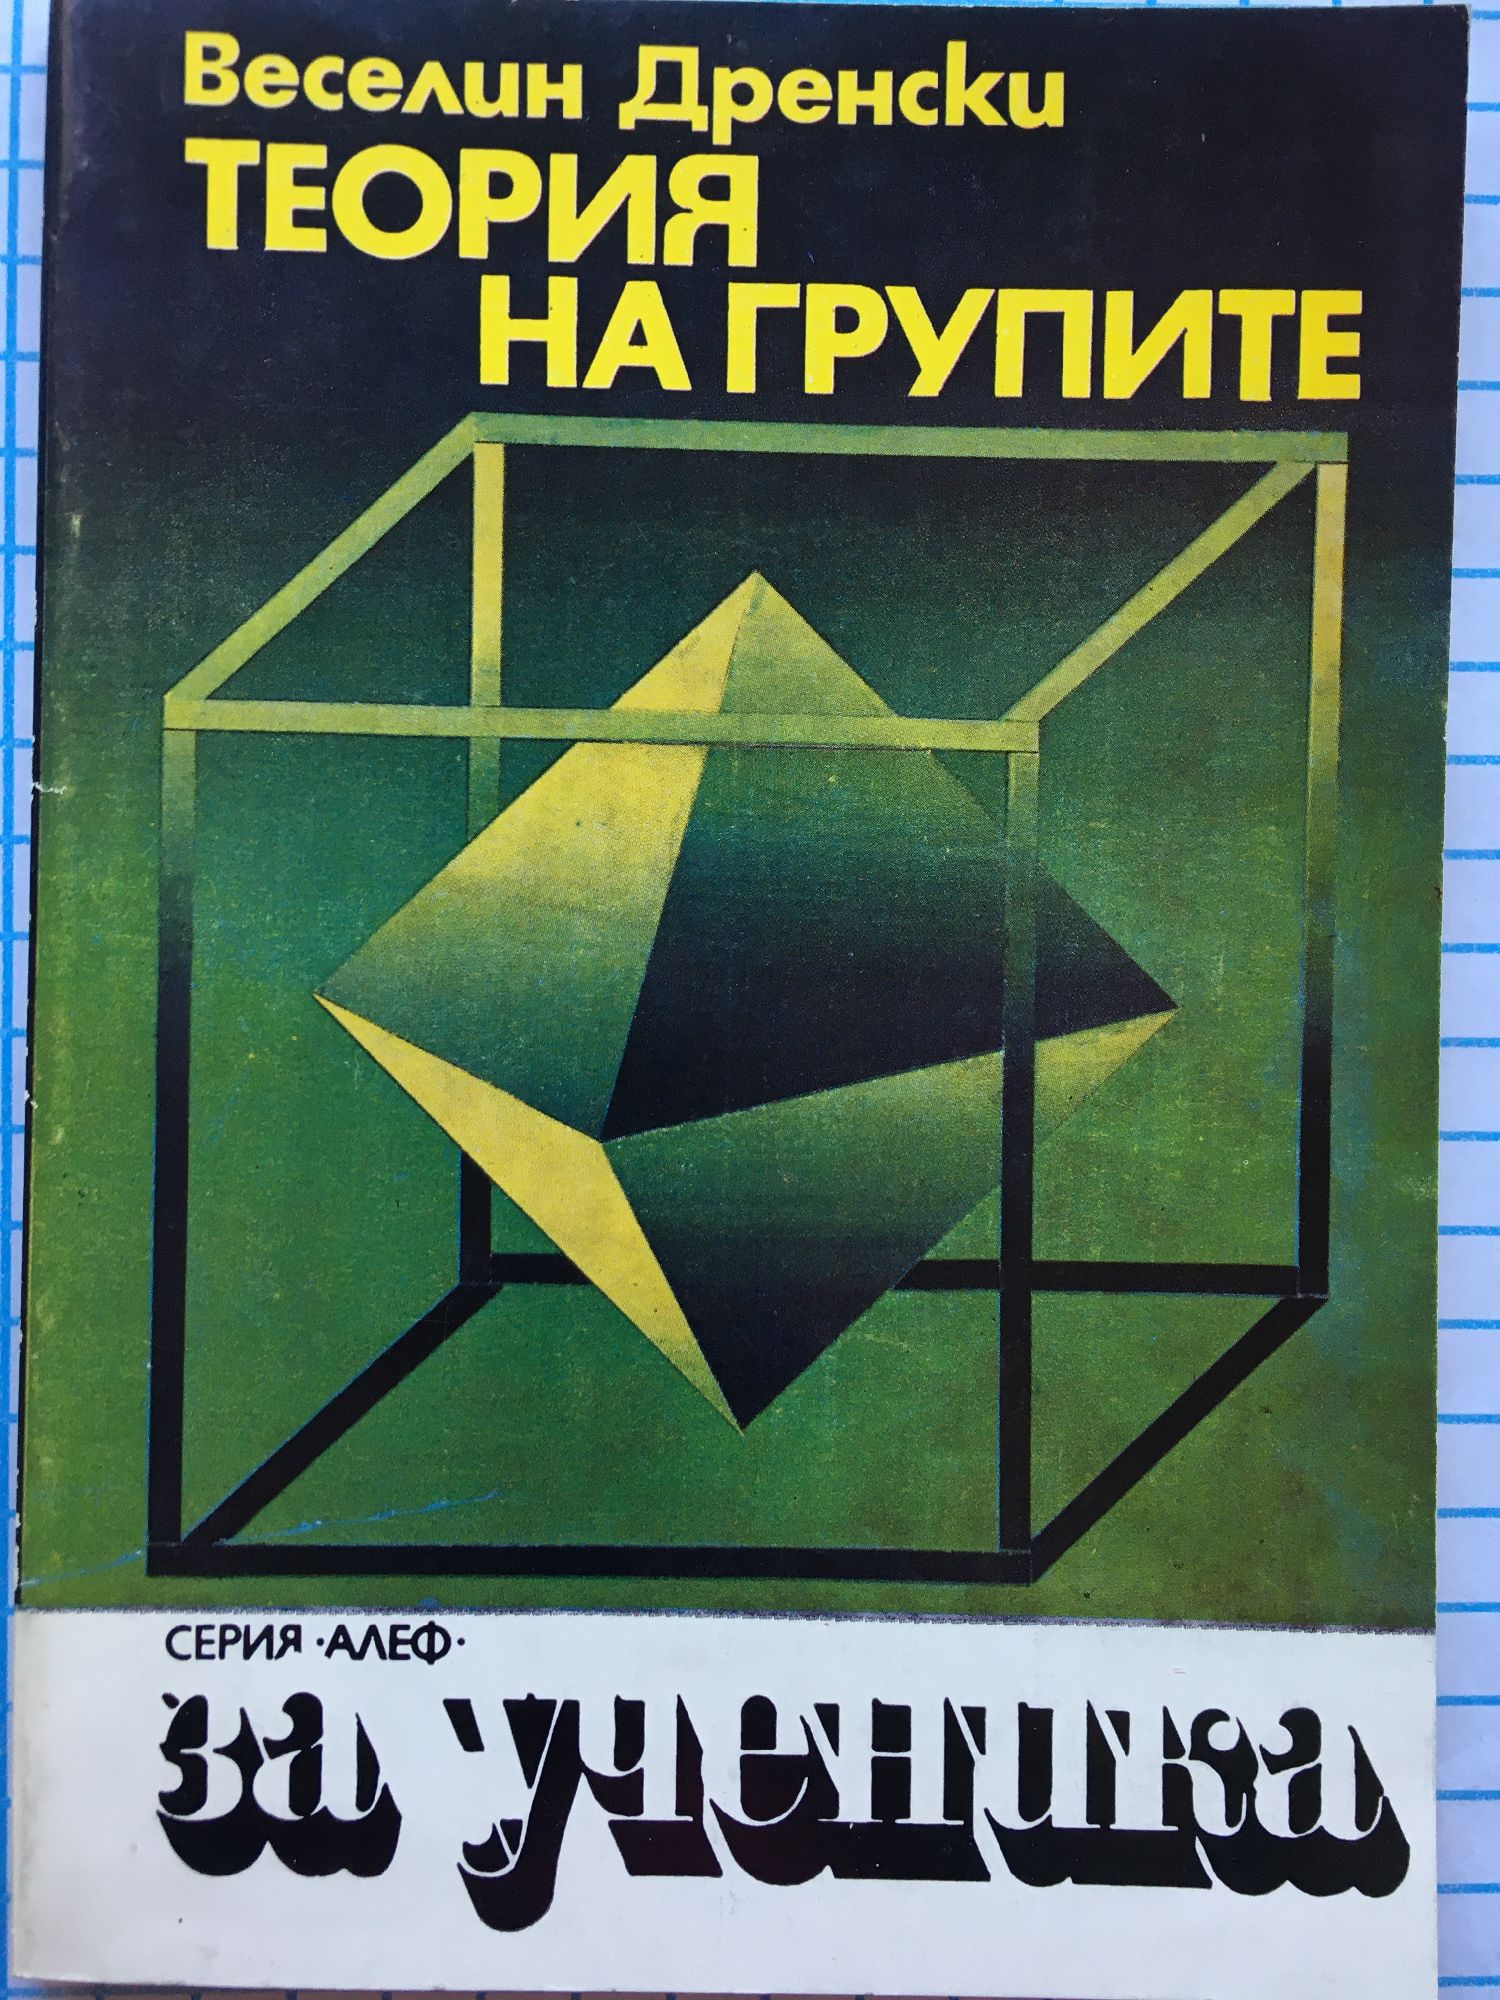 Веселин Дренски
ТЕОРИЯ
НА ГРУПИТЕ
СЕРИЯ •АЛЕФ•
за ученика